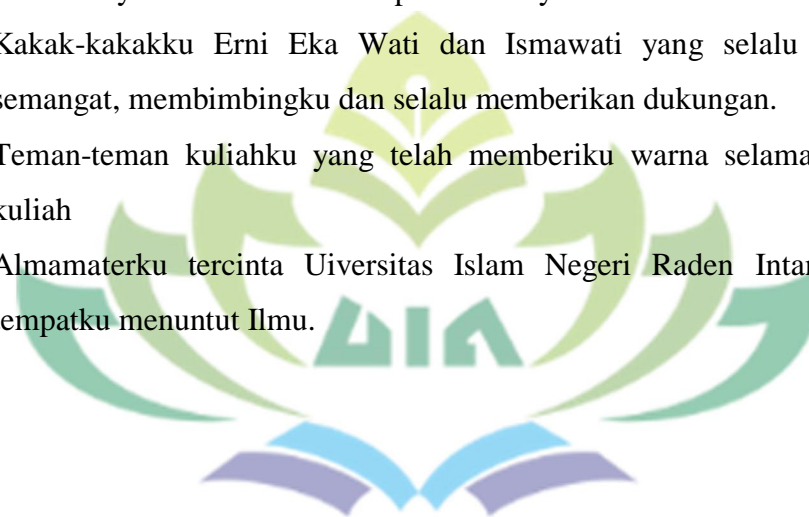 Kakak-kakakku Erni Eka Wati dan Ismawati yang selalu
semangat, membimbingku dan selalu memberikan dukungan.
Teman-teman kuliahku yang telah memberiku warna selama
kuliah
Almamaterku tercinta Uiversitas Islam Negeri Raden Intan
tempatku menuntut Ilmu.
UIN